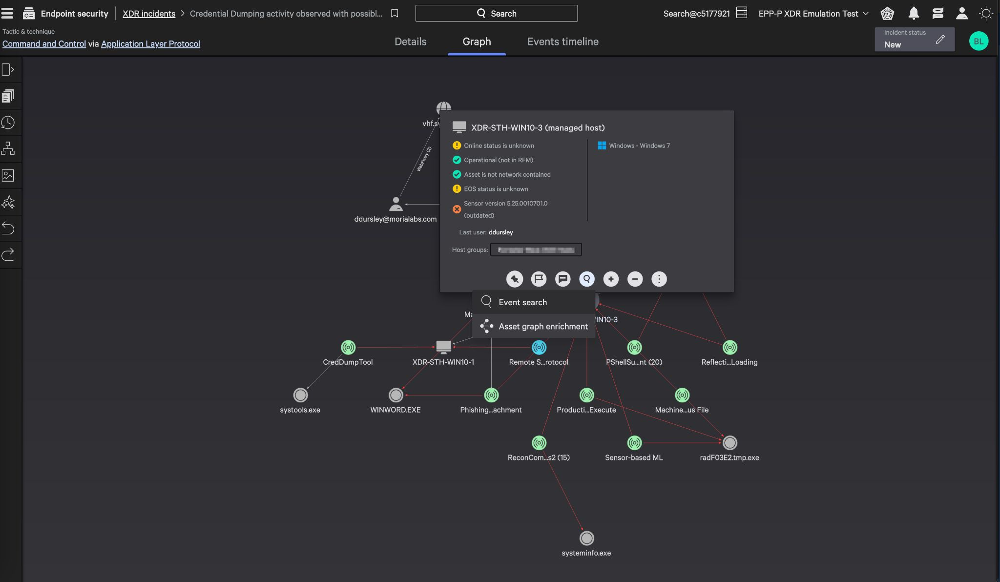 Endpoint security
XDR incidents > Credential Dumping activity observed with possibl...
Search
Search@c5177921
EPP-P XDR Emulation Test
Tactic & technique
Command and Control via Application Layer Protocol
Details
Graph
Events timeline
Incident status
New
BL
vhf.sy
WebProxy (2)
ddursley@morialabs.com
XDR-STH-WIN10-3 (managed host)
Online status is unknown
Operational (not in RFM)
Asset is not network contained
EOS status is unknown
Sensor version 5.25.0010701.0
(outdated)
Windows - Windows 7
Last user: ddursley
Host groups:
Event search
Asset graph enrichment
Ma
WIN10-3
CredDumpTool
XDR-STH-WIN10-1
Remote S...rotocol
PShellSu...nt (20)
Reflecti...Loading
systools.exe
WINWORD.EXE
Phishing...achment
Producti...Execute
Machine...us File
ReconCom...s2 (15)
Sensor-based ML
radF03E2.tmp.exe
systeminfo.exe